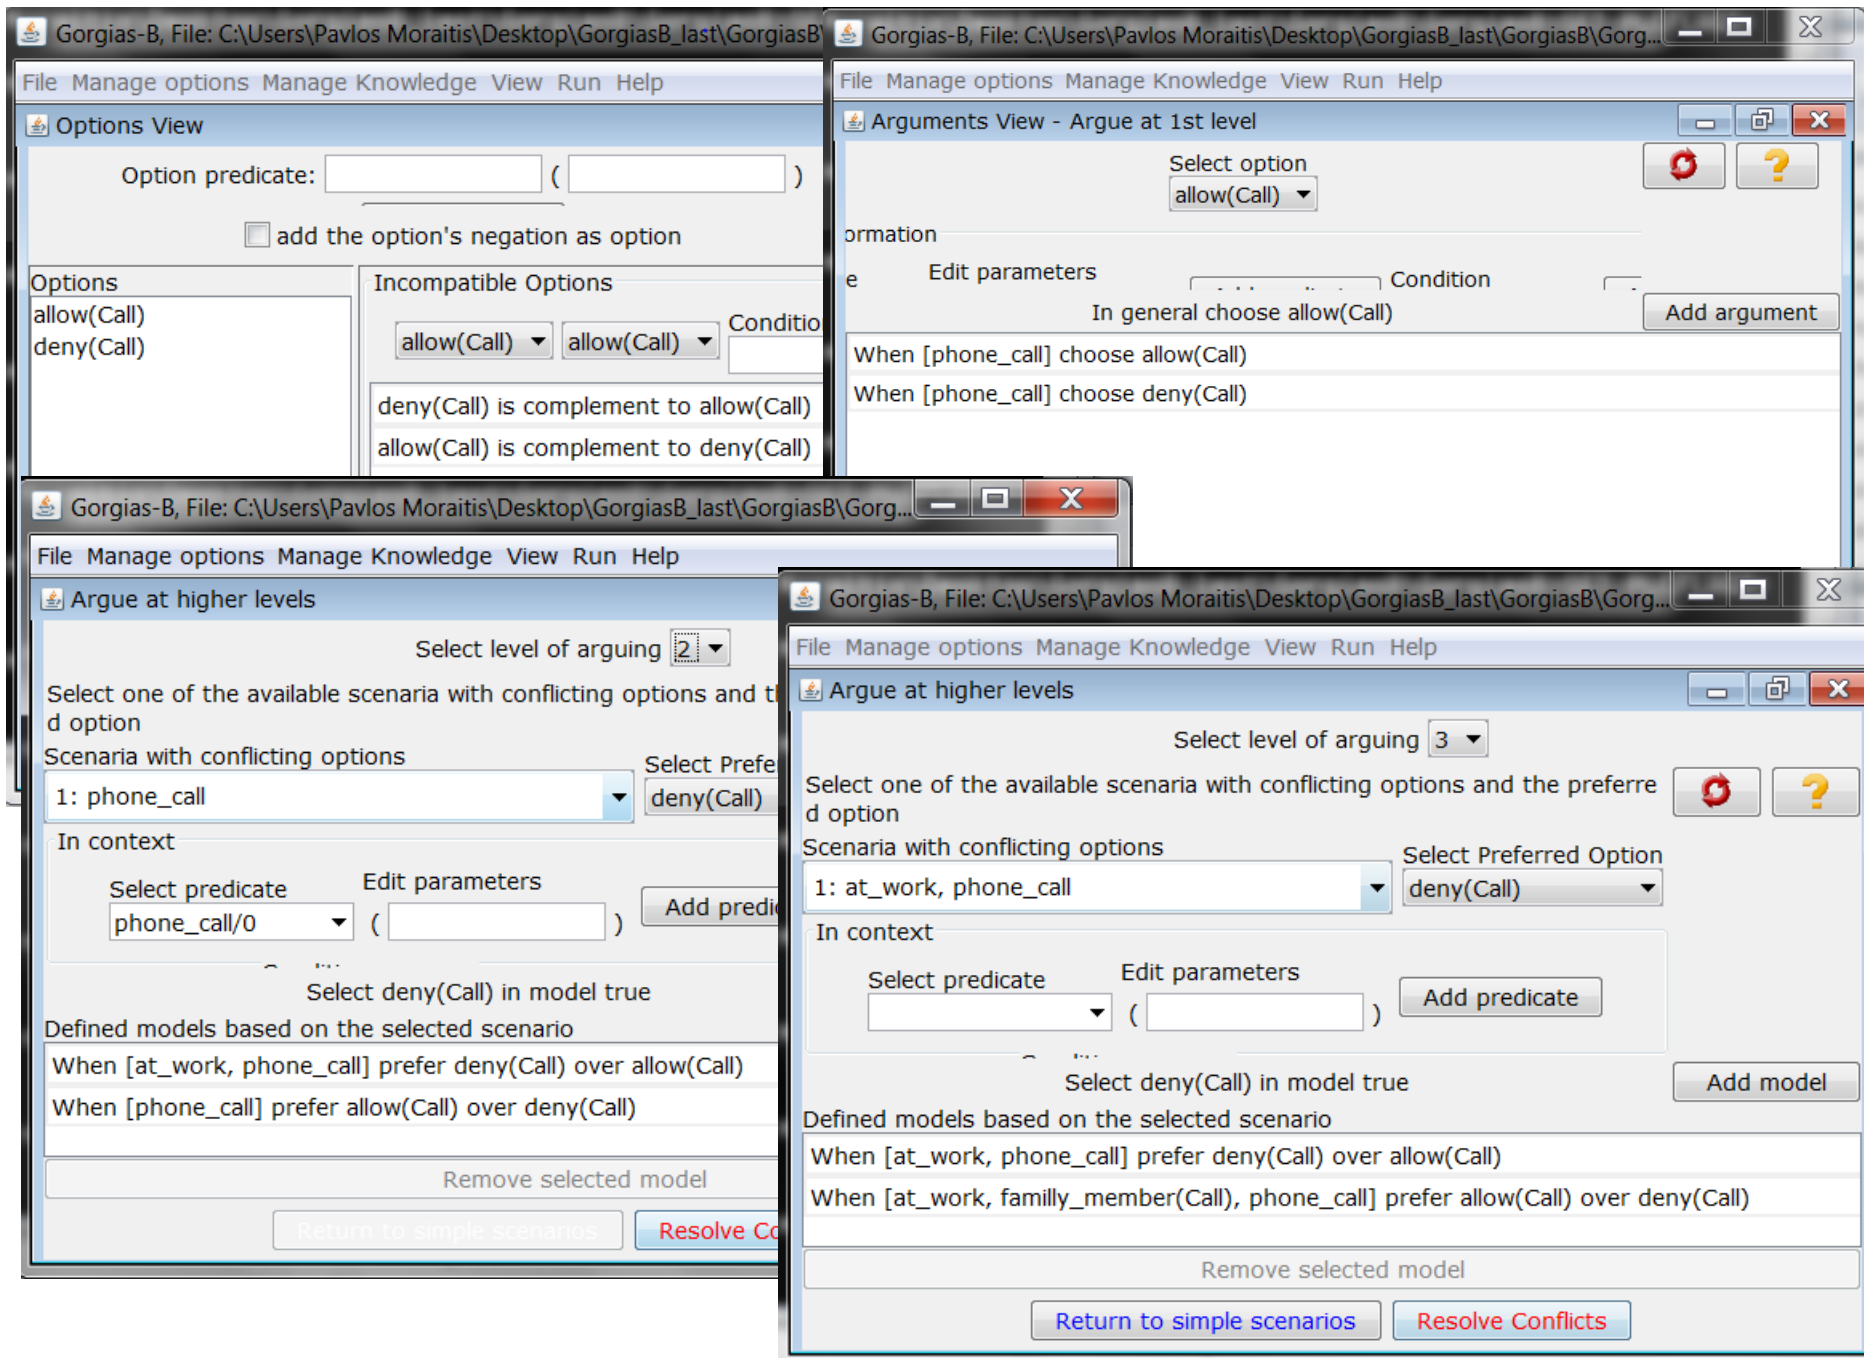 Gorgias-B, File: C:\Users\Pavlos Moraitis\Desktop\GorgiasB_last\GorgiasB\
File Manage options Manage Knowledge View Run Help
Options View
Option predicate: ( )
add the option's negation as option
Options
allow(Call)
deny(Call)
Incompatible Options
allow(Call) allow(Call)
Conditio
deny(Call) is complement to allow(Call)
allow(Call) is complement to deny(Call)
Gorgias-B, File: C:\Users\Pavlos Moraitis\Desktop\GorgiasB_last\GorgiasB\Gorg...
File Manage options Manage Knowledge View Run Help
Arguments View - Argue at 1st level
Select option
allow(Call)
ormation
e Edit parameters Condition
In general choose allow(Call) Add argument
When [phone_call] choose allow(Call)
When [phone_call] choose deny(Call)
Gorgias-B, File: C:\Users\Pavlos Moraitis\Desktop\GorgiasB_last\GorgiasB\Gorg...
File Manage options Manage Knowledge View Run Help
Argue at higher levels
Select level of arguing 2
Select one of the available scenaria with conflicting options and t
d option
Scenaria with conflicting options Select Prefe
1: phone_call deny(Call)
In context
Select predicate Edit parameters
phone_call/0 ( ) Add predi
Select deny(Call) in model true
Defined models based on the selected scenario
When [at_work, phone_call] prefer deny(Call) over allow(Call)
When [phone_call] prefer allow(Call) over deny(Call)
Remove selected model
Return to simple scenarios Resolve Co
Gorgias-B, File: C:\Users\Pavlos Moraitis\Desktop\GorgiasB_last\GorgiasB\Gorg...
File Manage options Manage Knowledge View Run Help
Argue at higher levels
Select level of arguing 3
Select one of the available scenaria with conflicting options and the preferre
d option
Scenaria with conflicting options Select Preferred Option
1: at_work, phone_call deny(Call)
In context
Select predicate Edit parameters
( ) Add predicate
Select deny(Call) in model true Add model
Defined models based on the selected scenario
When [at_work, phone_call] prefer deny(Call) over allow(Call)
When [at_work, familly_member(Call), phone_call] prefer allow(Call) over deny(Call)
Remove selected model
Return to simple scenarios Resolve Conflicts